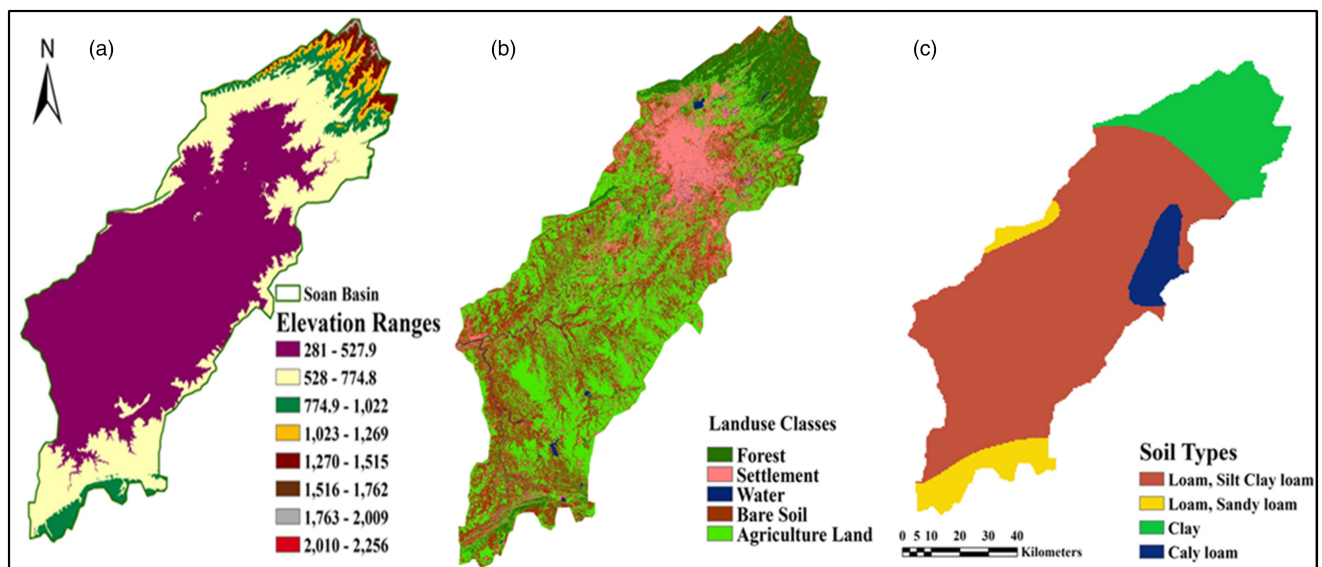 N
(a)
Soan Basin
Elevation Ranges
281 - 527.9
528 - 774.8
774.9 - 1,022
1,023 - 1,269
1,270 - 1,515
1,516 - 1,762
1,763 - 2,009
2,010 - 2,256
(b)
Landuse Classes
Forest
Settlement
Water
Bare Soil
Agriculture Land
(c)
Soil Types
Loam, Silt Clay loam
Loam, Sandy loam
Clay
Caly loam
0 5 10 20 30 40
Kilometers